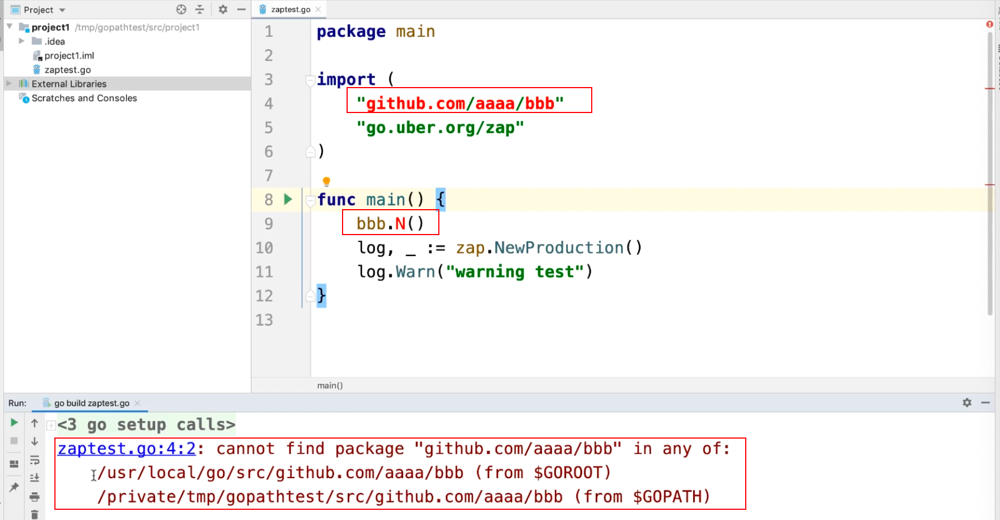 Project
zaptest.go
project1 /tmp/gopathtest/src/project1
.idea
project1.iml
zaptest.go
External Libraries
Scratches and Consoles
1 package main
2
3 import (
4 "github.com/aaaa/bbb"
5 "go.uber.org/zap"
6 )
7
8 func main() {
9 bbb.N()
10 log, _ := zap.NewProduction()
11 log.Warn("warning test")
12 }
13
main()
Run: go build zaptest.go
<3 go setup calls>
zaptest.go:4:2: cannot find package "github.com/aaaa/bbb" in any of:
/usr/local/go/src/github.com/aaaa/bbb (from $GOROOT)
/private/tmp/gopathtest/src/github.com/aaaa/bbb (from $GOPATH)